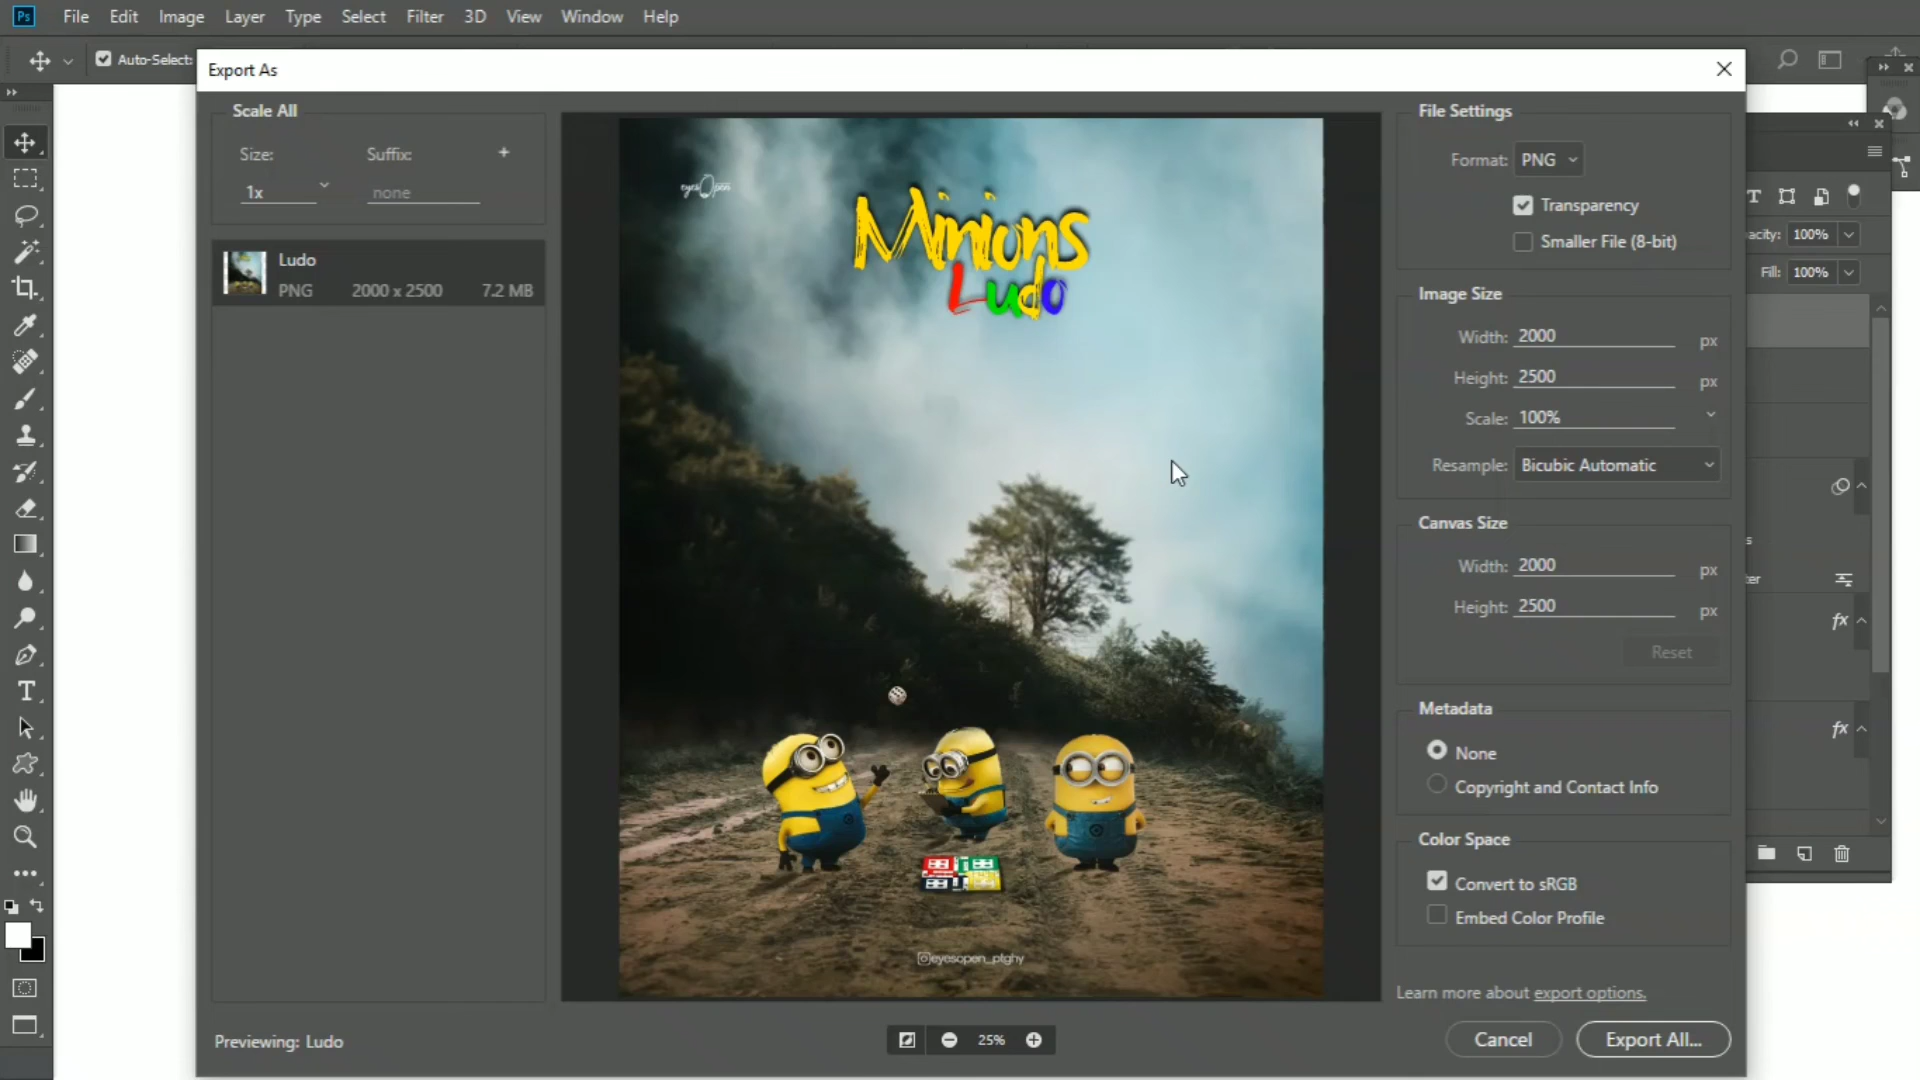 Ps File Edit Image Layer Type Select Filter 3D View Window Help
Auto-Select:
Export As
Scale All
Size: Suffix:
1x none
Ludo
PNG 2000 x 2500 7.2 MB
eyesOpen
Minions
Ludo
@eyesopen_ptghy
Previewing: Ludo
25%
File Settings
Format: PNG
Transparency
Smaller File (8-bit)
Image Size
Width: 2000 px
Height: 2500 px
Scale: 100%
Resample: Bicubic Automatic
Canvas Size
Width: 2000 px
Height: 2500 px
Reset
Metadata
None
Copyright and Contact Info
Color Space
Convert to sRGB
Embed Color Profile
Learn more about export options.
Cancel Export All...
acity: 100%
Fill: 100%
s
ter
fx
fx